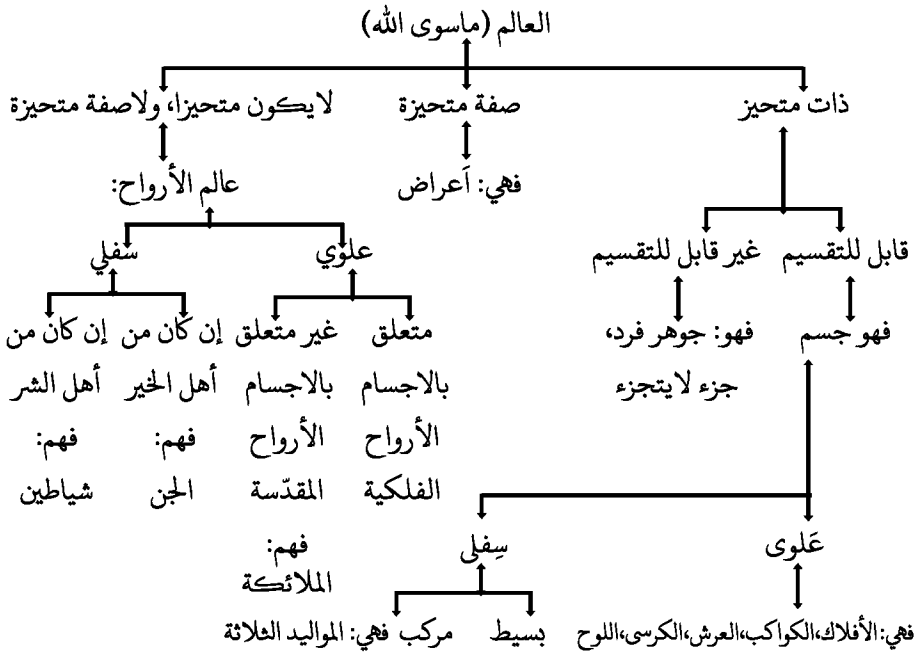 العالم (ماسوى الله)
ذات متحيز
صفة متحيزة
لايكون متحيزا، ولاصفة متحيزة
فهي: أعراض
عالم الأرواح:
قابل للتقسيم
غير قابل للتقسيم
علوي
سفلي
فهو جسم
فهو: جوهر فرد،
جزء لايتجزء
متعلق
بالاجسام
الأرواح
الفلكية
غير متعلق
بالاجسام
الأرواح
المقدّسة
فهم:
الملائكة
إن كان من
أهل الخير
فهم:
الجن
إن كان من
أهل الشر
فهم:
شياطين
عَلوى
سِفلى
فهي:الأفلاك،الكواكب،العرش،الكرسى،اللوح
بسيط
مركب فهي: المواليد الثلاثة